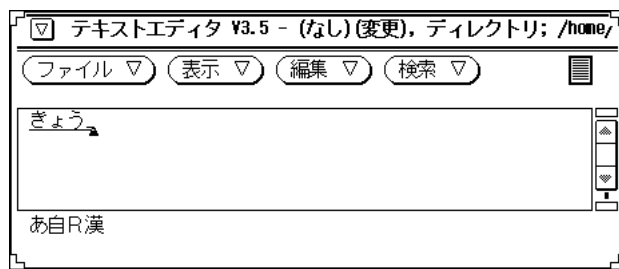 テキストエディタ V3.5 - (なし)(変更), ディレクトリ; /home/
ファイル ▽ 表示 ▽ 編集 ▽ 検索 ▽
ぎょう
あ自R漢